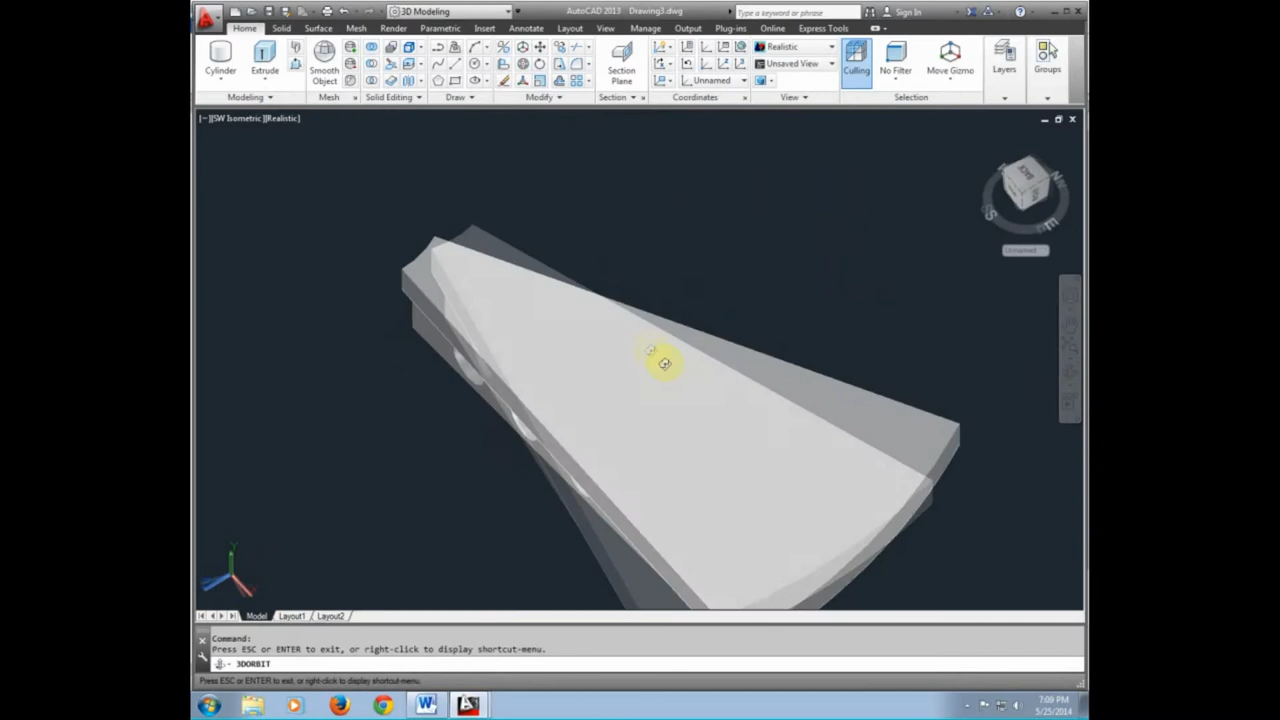 3D Modeling
AutoCAD 2013 Drawing3.dwg
Type a keyword or phrase
Sign In
Home Solid Surface Mesh Render Parametric Insert Annotate Layout View Manage Output Plug-ins Online Express Tools
Realistic
Unsaved View
Unnamed
Cylinder Extrude Smooth Object Section Plane Culling No Filter Move Gizmo Layers Groups
Modeling Mesh Solid Editing Draw Modify Section Coordinates View Selection
[−][SW Isometric][Realistic]
BACK
Unnamed
Model Layout1 Layout2
Command:
Press ESC or ENTER to exit, or right-click to display shortcut-menu.
3DORBIT
Press ESC or ENTER to exit, or right-click to display shortcut-menu.
7:09 PM
5/25/2014